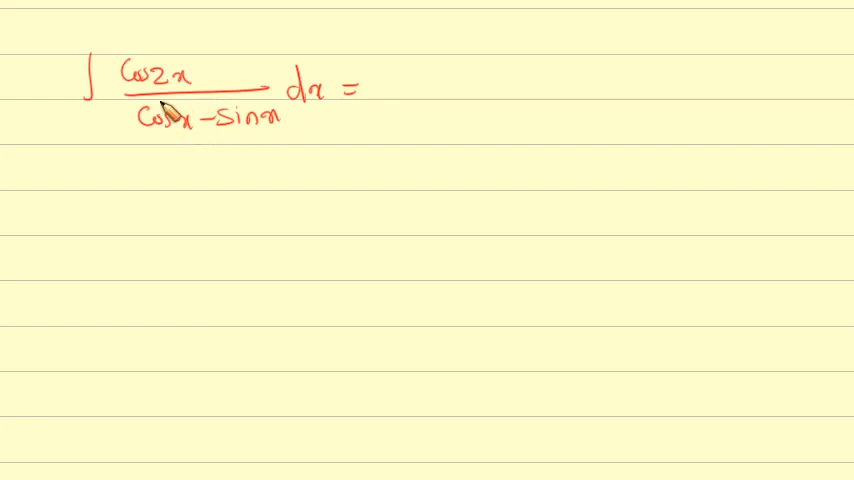 ∫ cos2x / (cosx - sinx) dx =